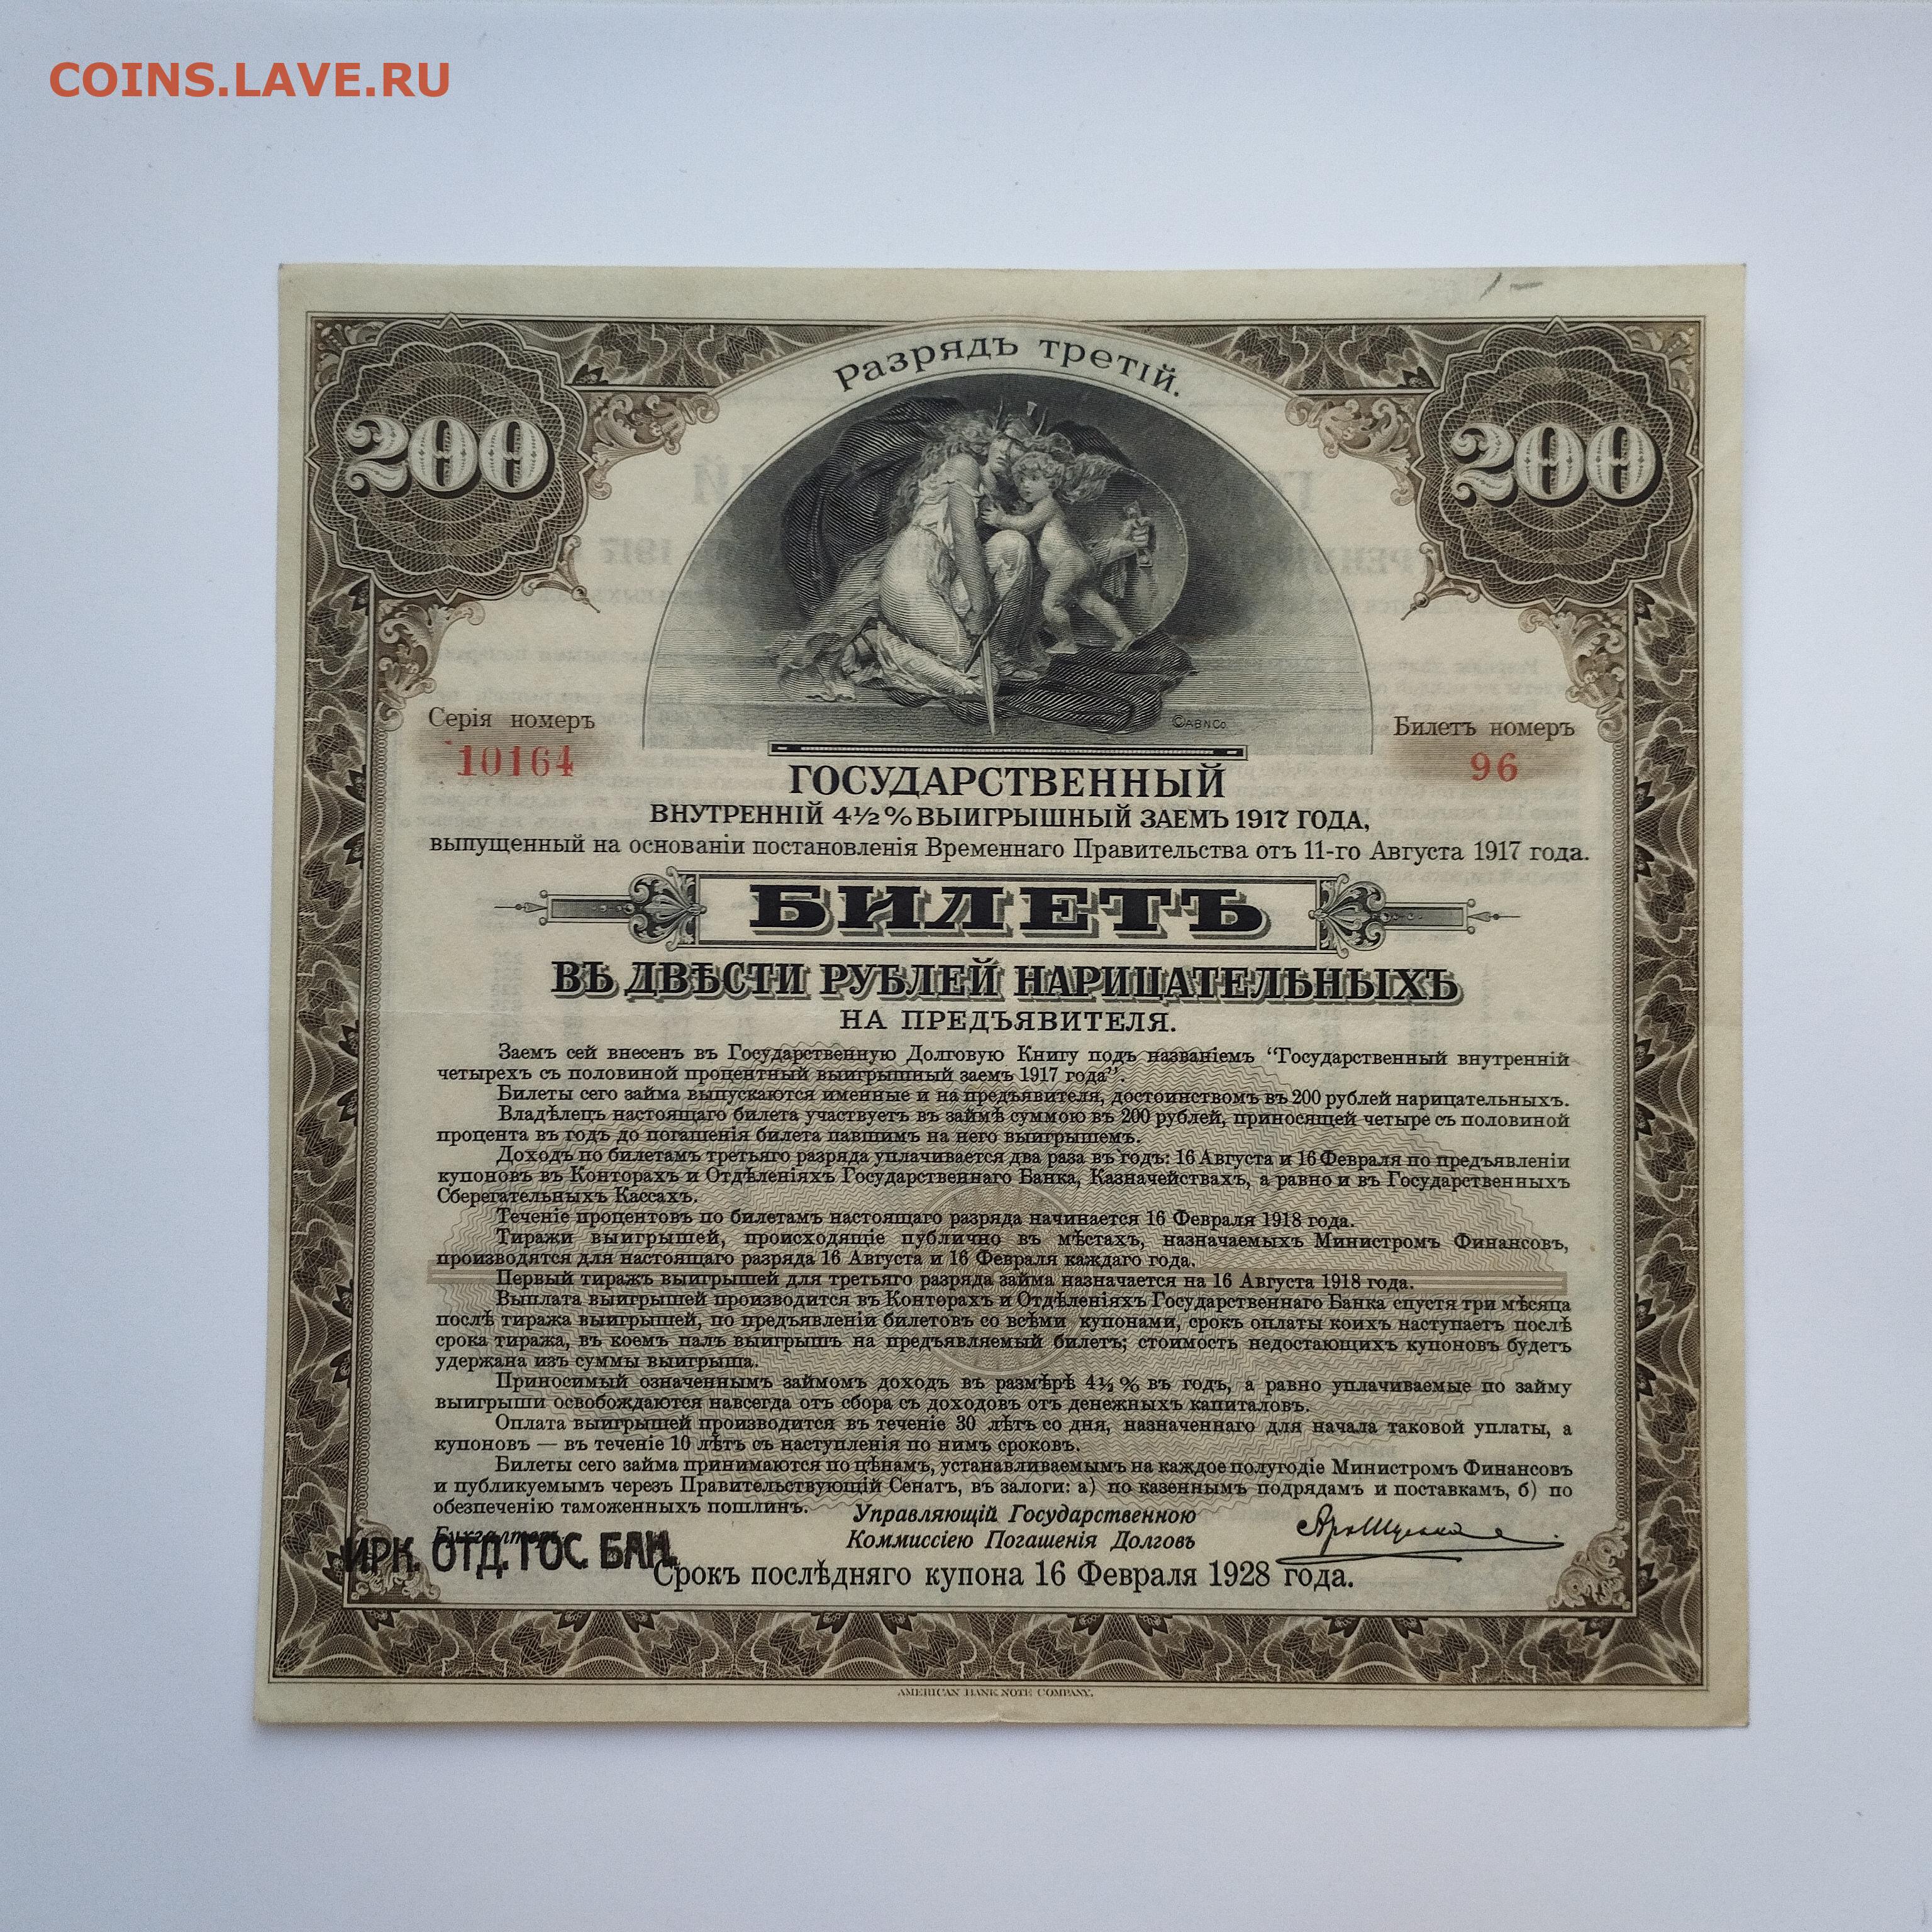 COINS.LAVE.RU
Разрядъ третій.
200
200
©ABNCo.
Серія номеръ
10164
Билетъ номеръ
96
ГОСУДАРСТВЕННЫЙ
ВНУТРЕННІЙ 4½% ВЫИГРЫШНЫЙ ЗАЕМЪ 1917 ГОДА,
выпущенный на основаніи постановленія Временнаго Правительства отъ 11-го Августа 1917 года.
БИЛЕТЪ
ВЪ ДВѢСТИ РУБЛЕЙ НАРИЦАТЕЛЬНЫХЪ
НА ПРЕДЪЯВИТЕЛЯ.
Заемъ сей внесенъ въ Государственную Долговую Книгу подъ названіемъ “Государственный внутренній
четырехъ съ половиной процентный выигрышный заемъ 1917 года”.
Билеты сего займа выпускаются именные и на предъявителя, достоинствомъ въ 200 рублей нарицательныхъ.
Владѣлецъ настоящаго билета участвуетъ въ займѣ суммою въ 200 рублей, приносящей четыре съ половиной
процента въ годъ до погашенія билета павшимъ на него выигрышемъ.
Доходъ по билетамъ третьяго разряда уплачивается два раза въ годъ: 16 Августа и 16 Февраля по предъявленіи
купоновъ въ Конторахъ и Отдѣленіяхъ Государственнаго Банка, Казначействахъ, а равно и въ Государственныхъ
Сберегательныхъ Кассахъ.
Теченіе процентовъ по билетамъ настоящаго разряда начинается 16 Февраля 1918 года.
Тиражи выигрышей, происходящіе публично въ мѣстахъ, назначаемыхъ Министромъ Финансовъ,
производятся для настоящаго разряда 16 Августа и 16 Февраля каждаго года.
Первый тиражъ выигрышей для третьяго разряда займа назначается на 16 Августа 1918 года.
Выплата выигрышей производится въ Конторахъ и Отдѣленіяхъ Государственнаго Банка спустя три мѣсяца
послѣ тиража выигрышей, по предъявленіи билетовъ со всѣми купонами, срокъ оплаты коихъ наступаетъ послѣ
срока тиража, въ коемъ палъ выигрышъ на предъявляемый билетъ; стоимость недостающихъ купоновъ будетъ
удержана изъ суммы выигрыша.
Приносимый означеннымъ займомъ доходъ въ размѣрѣ 4½% въ годъ, а равно уплачиваемые по займу
выигрыши освобождаются навсегда отъ сбора съ доходовъ отъ денежныхъ капиталовъ.
Оплата выигрышей производится въ теченіе 30 лѣтъ со дня, назначеннаго для начала таковой уплаты, а
купоновъ — въ теченіе 10 лѣтъ съ наступленія по нимъ сроковъ.
Билеты сего займа принимаются по цѣнамъ, устанавливаемымъ на каждое полугодіе Министромъ Финансовъ
и публикуемымъ черезъ Правительствующій Сенатъ, въ залоги: а) по казеннымъ подрядамъ и поставкамъ, б) по
обезпеченію таможенныхъ пошлинъ.
Управляющій Государственною
Коммиссіею Погашенія Долговъ
Бухгалтеръ
ИРК. ОТД. ГОС. БАН.
Срокъ послѣдняго купона 16 Февраля 1928 года.
AMERICAN BANK NOTE COMPANY.